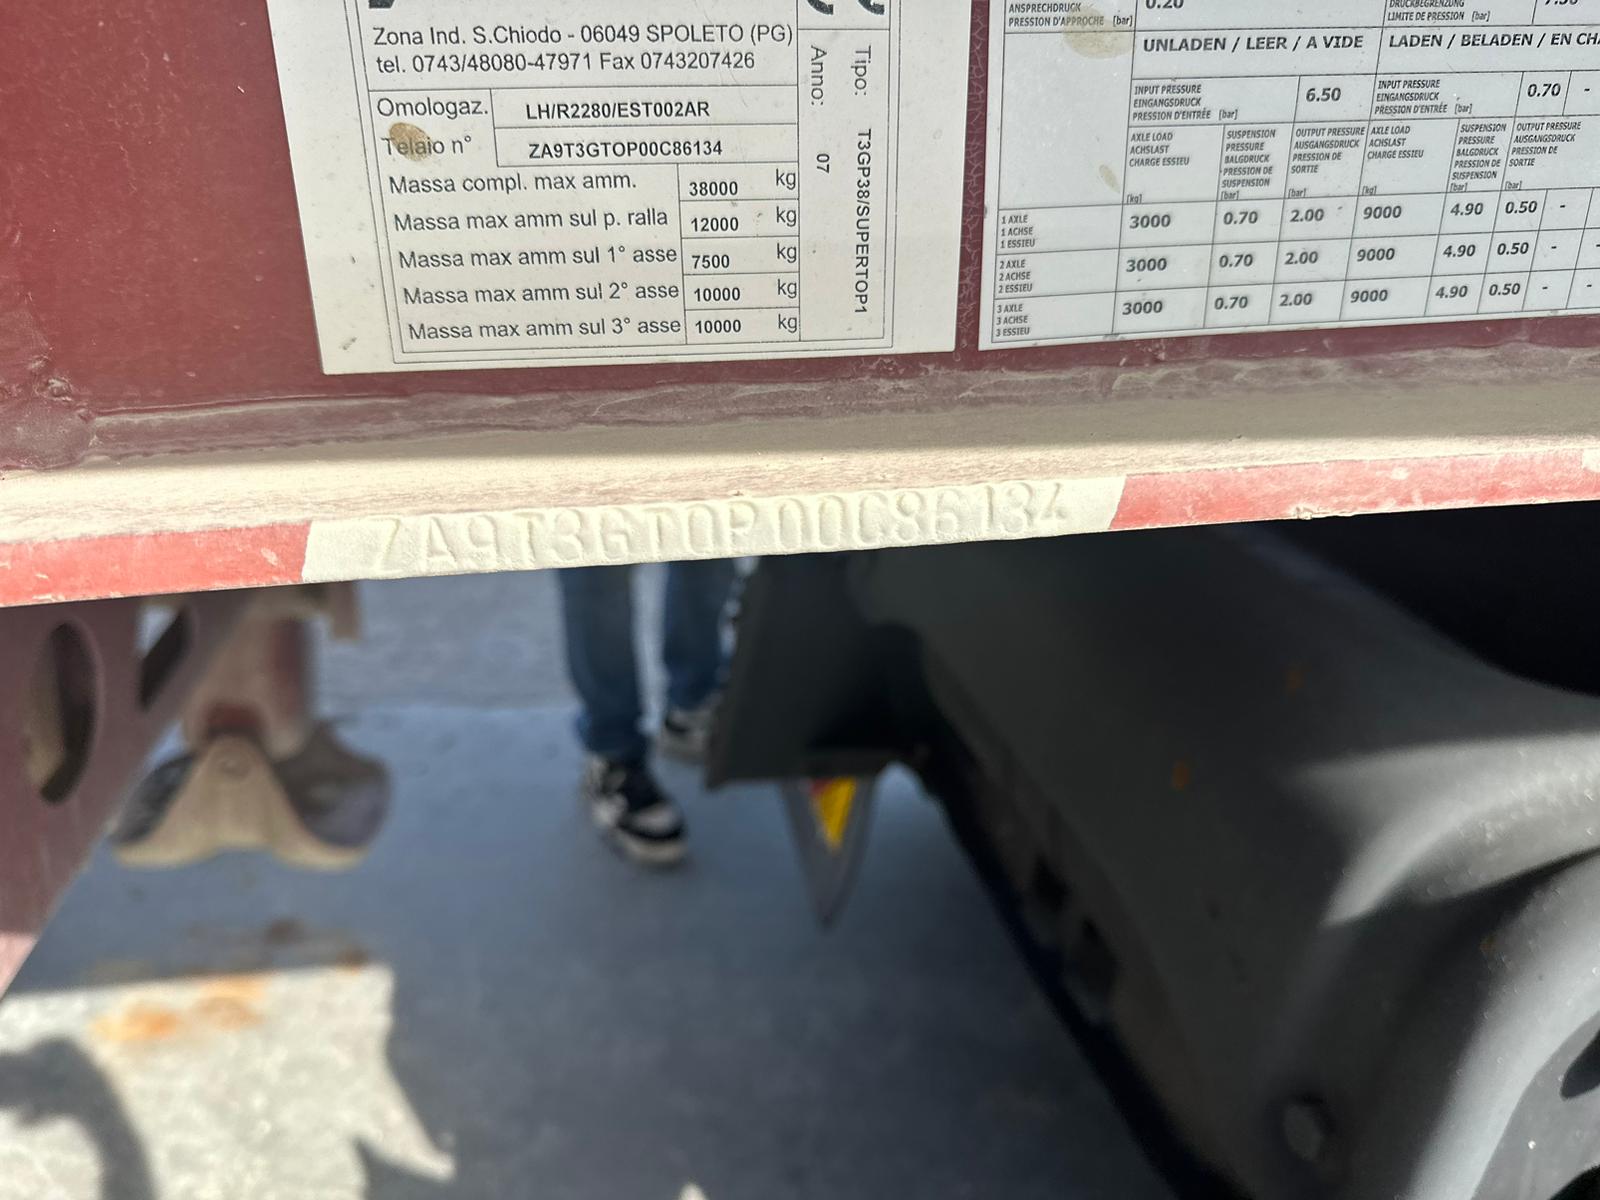 Zona Ind. S.Chiodo - 06049 SPOLETO (PG)
tel. 0743/48080-47971 Fax 0743207426
Omologaz. LH/R2280/EST002AR
Telaio n° ZA9T3GTOP00C86134
Massa compl. max amm. 38000 kg
Massa max amm sul p. ralla 12000 kg
Massa max amm sul 1° asse 7500 kg
Massa max amm sul 2° asse 10000 kg
Massa max amm sul 3° asse 10000 kg
Anno: 07
Tipo: T3GP38/SUPERTOP1
ANSPRECHDRUCK
PRESSION D'APPROCHE [bar]
0.20
DRUCKBEGRENZUNG
LIMITE DE PRESSION [bar]
UNLADEN / LEER / A VIDE
LADEN / BELADEN / EN
INPUT PRESSURE
EINGANGSDRUCK
PRESSION D'ENTRÉE [bar]
6.50
INPUT PRESSURE
EINGANGSDRUCK
PRESSION D'ENTRÉE [bar]
0.70 -
AXLE LOAD
ACHSLAST
CHARGE ESSIEU
[kg]
SUSPENSION
PRESSURE
BALGDRUCK
PRESSION DE
SUSPENSION
[bar]
OUTPUT PRESSURE
AUSGANGSDRUCK
PRESSION DE
SORTIE
[bar]
AXLE LOAD
ACHSLAST
CHARGE ESSIEU
[kg]
SUSPENSION
PRESSURE
BALGDRUCK
PRESSION DE
SUSPENSION
[bar]
OUTPUT PRESSURE
AUSGANGSDRUCK
PRESSION DE
SORTIE
[bar]
1 AXLE
1 ACHSE
1 ESSIEU
3000 0.70 2.00 9000 4.90 0.50 -
2 AXLE
2 ACHSE
2 ESSIEU
3000 0.70 2.00 9000 4.90 0.50 - -
3 AXLE
3 ACHSE
3 ESSIEU
3000 0.70 2.00 9000 4.90 0.50 - -
ZA9T3GTOP00C86134